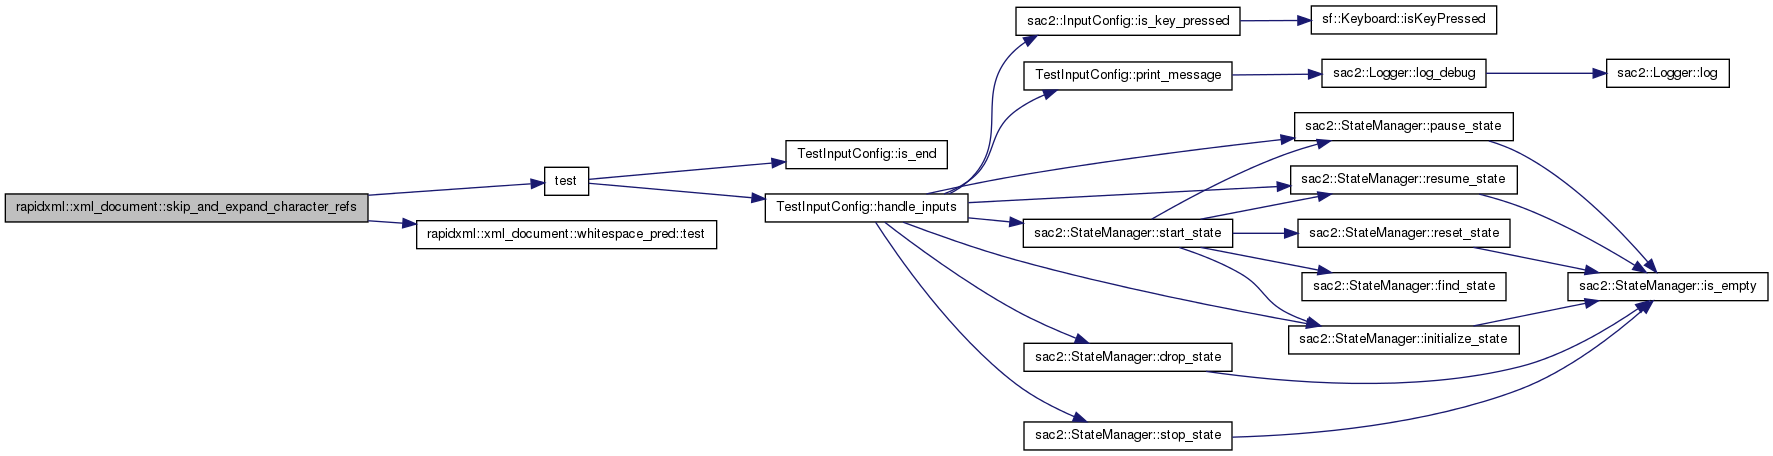 sac2::InputConfig::is_key_pressed
sf::Keyboard::isKeyPressed
TestInputConfig::print_message
sac2::Logger::log_debug
sac2::Logger::log
sac2::StateManager::pause_state
TestInputConfig::is_end
test
sac2::StateManager::resume_state
rapidxml::xml_document::skip_and_expand_character_refs
TestInputConfig::handle_inputs
rapidxml::xml_document::whitespace_pred::test
sac2::StateManager::start_state
sac2::StateManager::reset_state
sac2::StateManager::find_state
sac2::StateManager::is_empty
sac2::StateManager::initialize_state
sac2::StateManager::drop_state
sac2::StateManager::stop_state